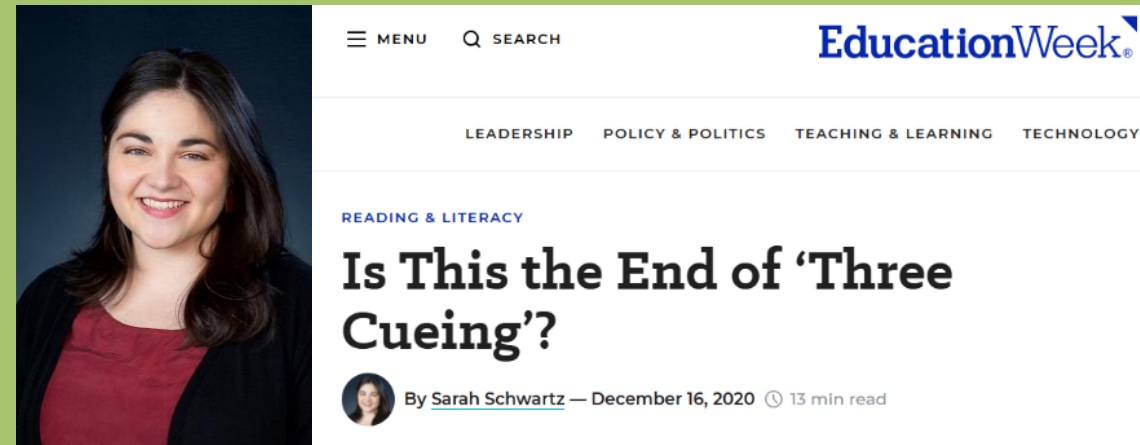 MENU SEARCH EducationWeek®
LEADERSHIP POLICY & POLITICS TEACHING & LEARNING TECHNOLOGY
READING & LITERACY
Is This the End of ‘Three
Cueing’?
By Sarah Schwartz — December 16, 2020 13 min read